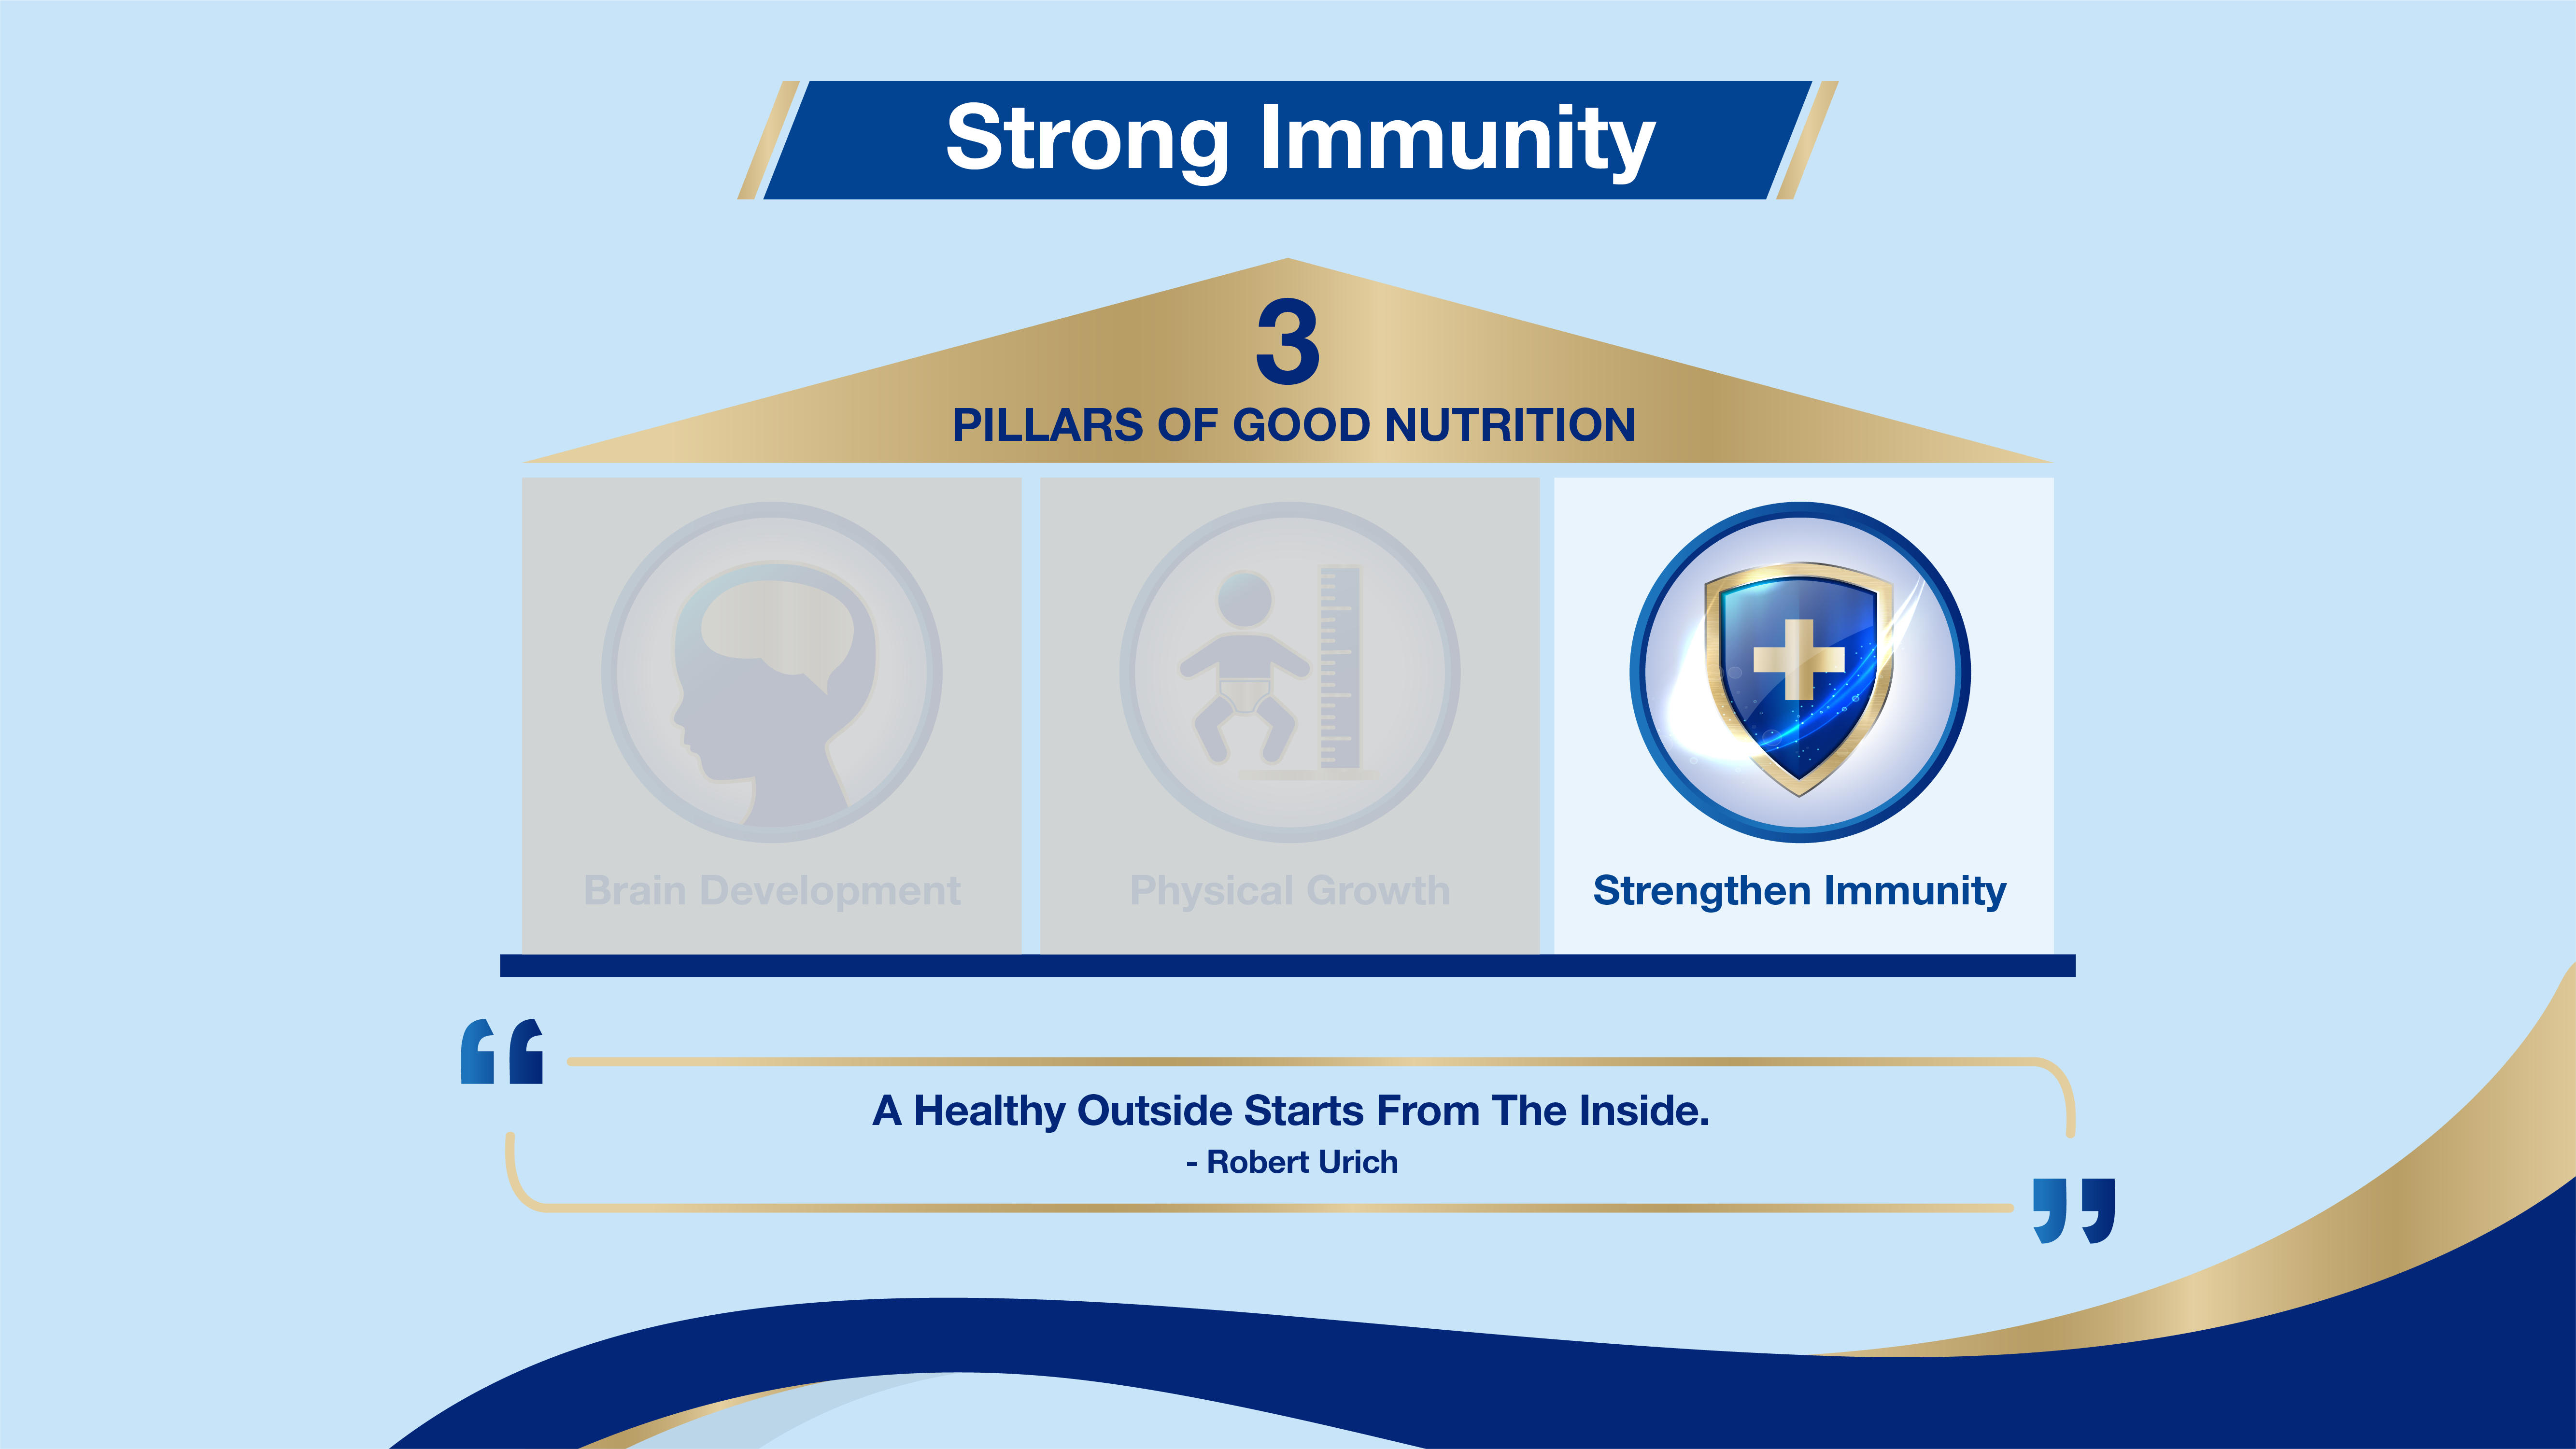 Strong Immunity
3
PILLARS OF GOOD NUTRITION
Brain Development
Physical Growth
Strengthen Immunity
“
A Healthy Outside Starts From The Inside.
- Robert Urich
”